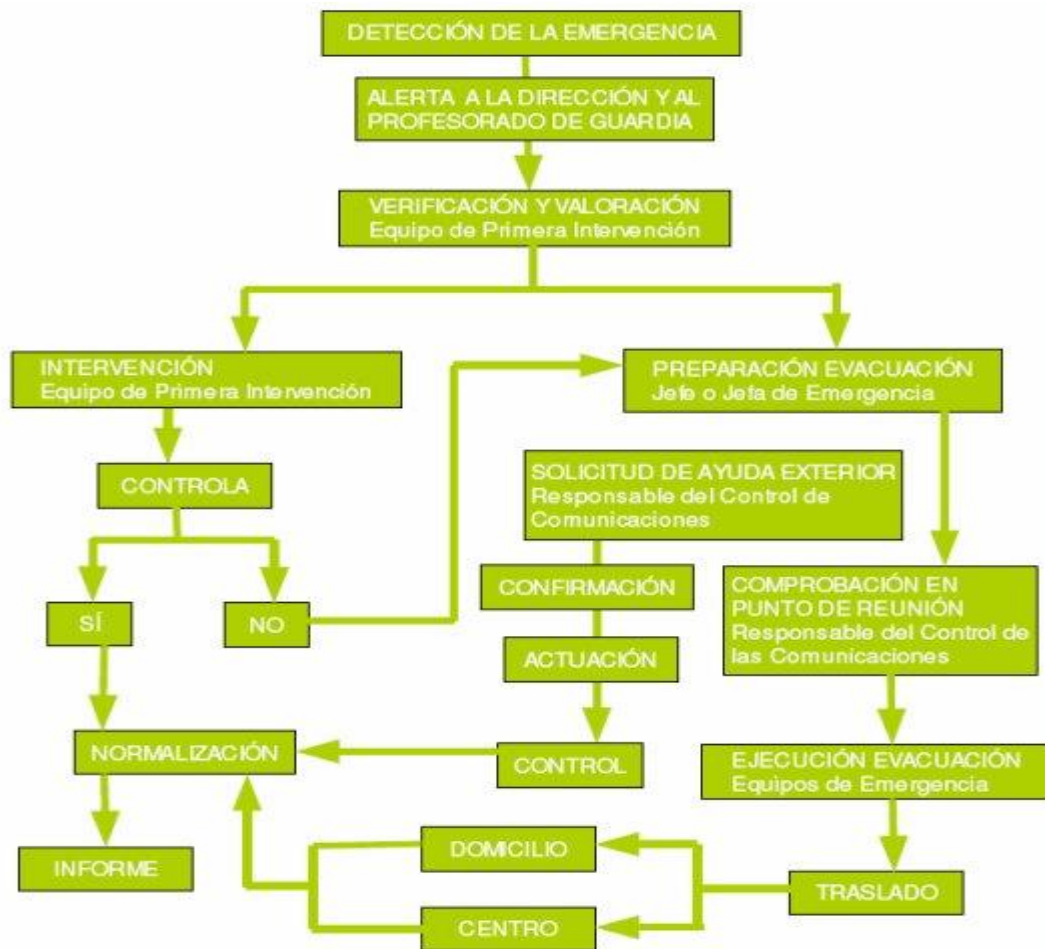 DETECCIÓN DE LA EMERGENCIA
ALERTA A LA DIRECCIÓN Y AL
PROFESORADO DE GUARDIA
VERIFICACIÓN Y VALORACIÓN
Equipo de Primera Intervención
INTERVENCIÓN
Equipo de Primera Intervención
PREPARACIÓN EVACUACIÓN
Jefe o Jefa de Emergencia
CONTROLA
SOLICITUD DE AYUDA EXTERIOR
Responsable del Control de
Comunicaciones
SÍ
NO
CONFIRMACIÓN
COMPROBACIÓN EN
PUNTO DE REUNIÓN
Responsable del Control de
las Comunicaciones
ACTUACIÓN
NORMALIZACIÓN
CONTROL
EJECUCIÓN EVACUACIÓN
Equipos de Emergencia
INFORME
DOMICILIO
CENTRO
TRASLADO